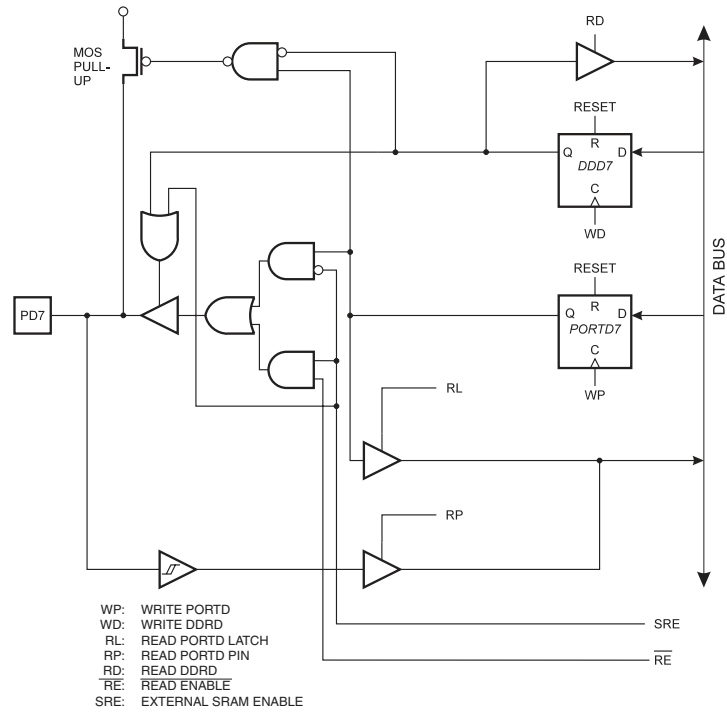 RD
MOS
PULL-
UP
RESET
R
Q
D
DDD7
C
WD
RESET
R
Q
D
PORTD7
C
WP
DATA BUS
PD7
RL
RP
SRE
RE
WP: WRITE PORTD
WD: WRITE DDRD
RL: READ PORTD LATCH
RP: READ PORTD PIN
RD: READ DDRD
RE: READ ENABLE
SRE: EXTERNAL SRAM ENABLE